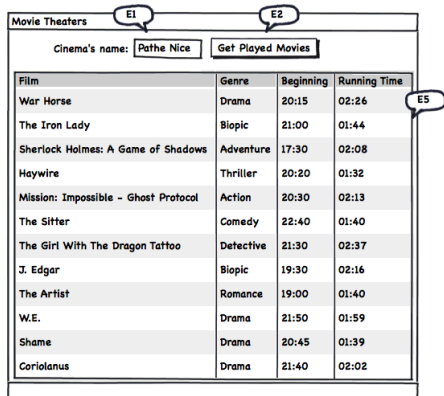 E1 E2
Movie Theaters
Cinema's name: Pathe Nice Get Played Movies
Film Genre Beginning Running Time
War Horse Drama 20:15 02:26
E5
The Iron Lady Biopic 21:00 01:44
Sherlock Holmes: A Game of Shadows Adventure 17:30 02:08
Haywire Thriller 20:20 01:32
Mission: Impossible - Ghost Protocol Action 20:30 02:13
The Sitter Comedy 22:40 01:40
The Girl With The Dragon Tattoo Detective 21:30 02:37
J. Edgar Biopic 19:30 02:16
The Artist Romance 19:00 01:40
W.E. Drama 21:50 01:59
Shame Drama 20:45 01:39
Coriolanus Drama 21:40 02:02